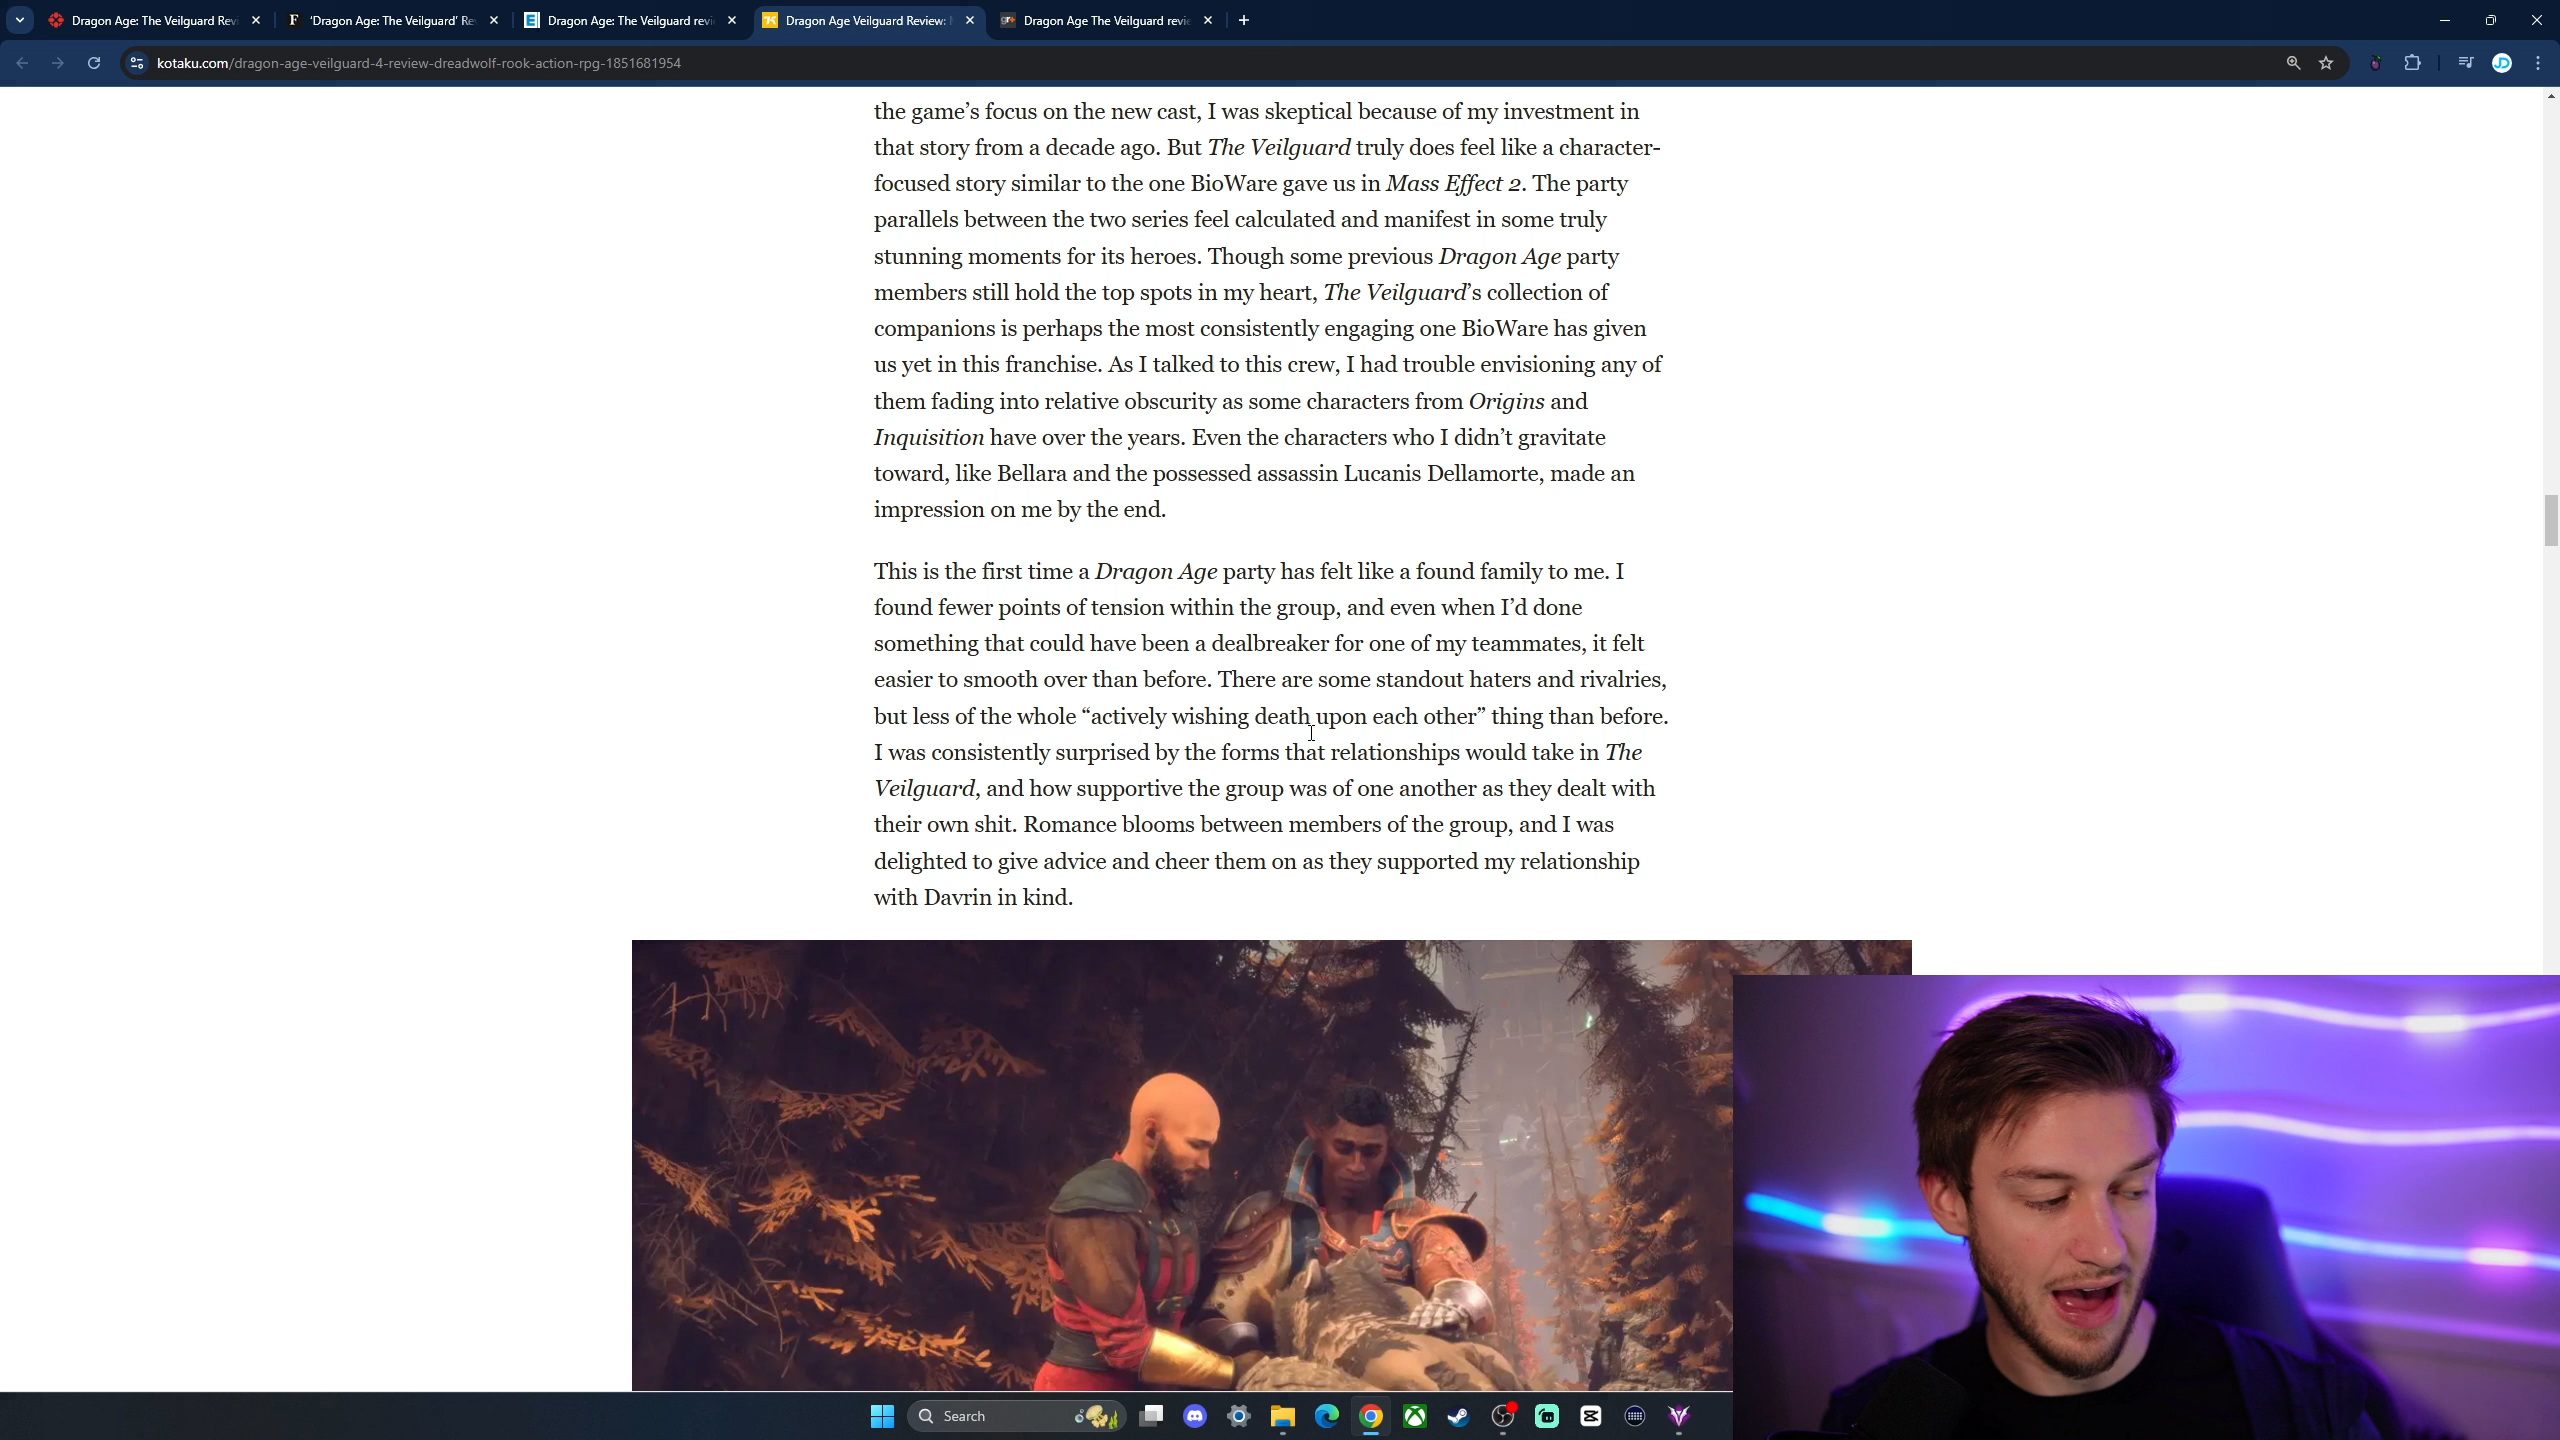 Dragon Age: The Veilguard Revi
'Dragon Age: The Veilguard' Re
Dragon Age: The Veilguard revie
Dragon Age Veilguard Review:
Dragon Age The Veilguard revie
kotaku.com/dragon-age-veilguard-4-review-dreadwolf-rook-action-rpg-1851681954
the game’s focus on the new cast, I was skeptical because of my investment in
that story from a decade ago. But The Veilguard truly does feel like a character-
focused story similar to the one BioWare gave us in Mass Effect 2. The party
parallels between the two series feel calculated and manifest in some truly
stunning moments for its heroes. Though some previous Dragon Age party
members still hold the top spots in my heart, The Veilguard’s collection of
companions is perhaps the most consistently engaging one BioWare has given
us yet in this franchise. As I talked to this crew, I had trouble envisioning any of
them fading into relative obscurity as some characters from Origins and
Inquisition have over the years. Even the characters who I didn’t gravitate
toward, like Bellara and the possessed assassin Lucanis Dellamorte, made an
impression on me by the end.
This is the first time a Dragon Age party has felt like a found family to me. I
found fewer points of tension within the group, and even when I’d done
something that could have been a dealbreaker for one of my teammates, it felt
easier to smooth over than before. There are some standout haters and rivalries,
but less of the whole “actively wishing death upon each other” thing than before.
I was consistently surprised by the forms that relationships would take in The
Veilguard, and how supportive the group was of one another as they dealt with
their own shit. Romance blooms between members of the group, and I was
delighted to give advice and cheer them on as they supported my relationship
with Davrin in kind.
Search